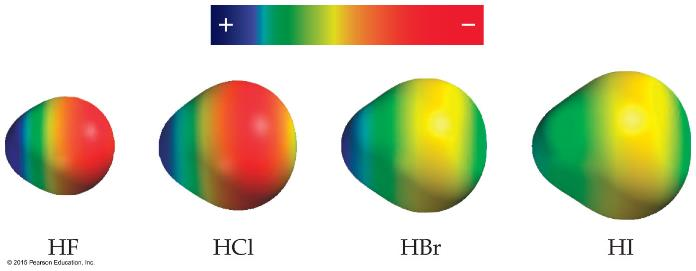 + −
HF HCl HBr HI
© 2015 Pearson Education, Inc.